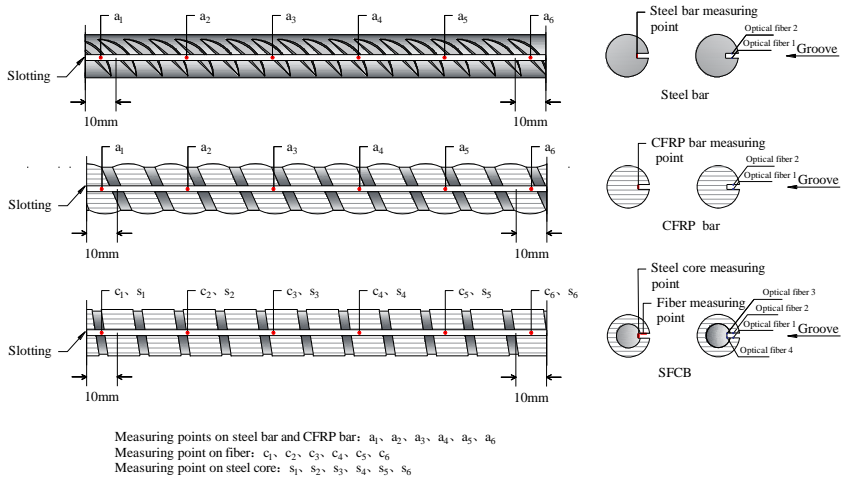 a₁ a₂ a₃ a₄ a₅ a₆
Slotting
10mm 10mm
Steel bar measuring
point
Optical fiber 2
Optical fiber 1
Groove
Steel bar
a₁ a₂ a₃ a₄ a₅ a₆
Slotting
10mm 10mm
CFRP bar measuring
point
Optical fiber 2
Optical fiber 1
Groove
CFRP bar
c₁、s₁ c₂、s₂ c₃、s₃ c₄、s₄ c₅、s₅ c₆、s₆
Slotting
10mm 10mm
Steel core measuring
point
Fiber measuring
point
Optical fiber 3
Optical fiber 2
Optical fiber 1
Optical fiber 4
Groove
SFCB
Measuring points on steel bar and CFRP bar：a₁、a₂、a₃、a₄、a₅、a₆
Measuring point on fiber：c₁、c₂、c₃、c₄、c₅、c₆
Measuring point on steel core：s₁、s₂、s₃、s₄、s₅、s₆